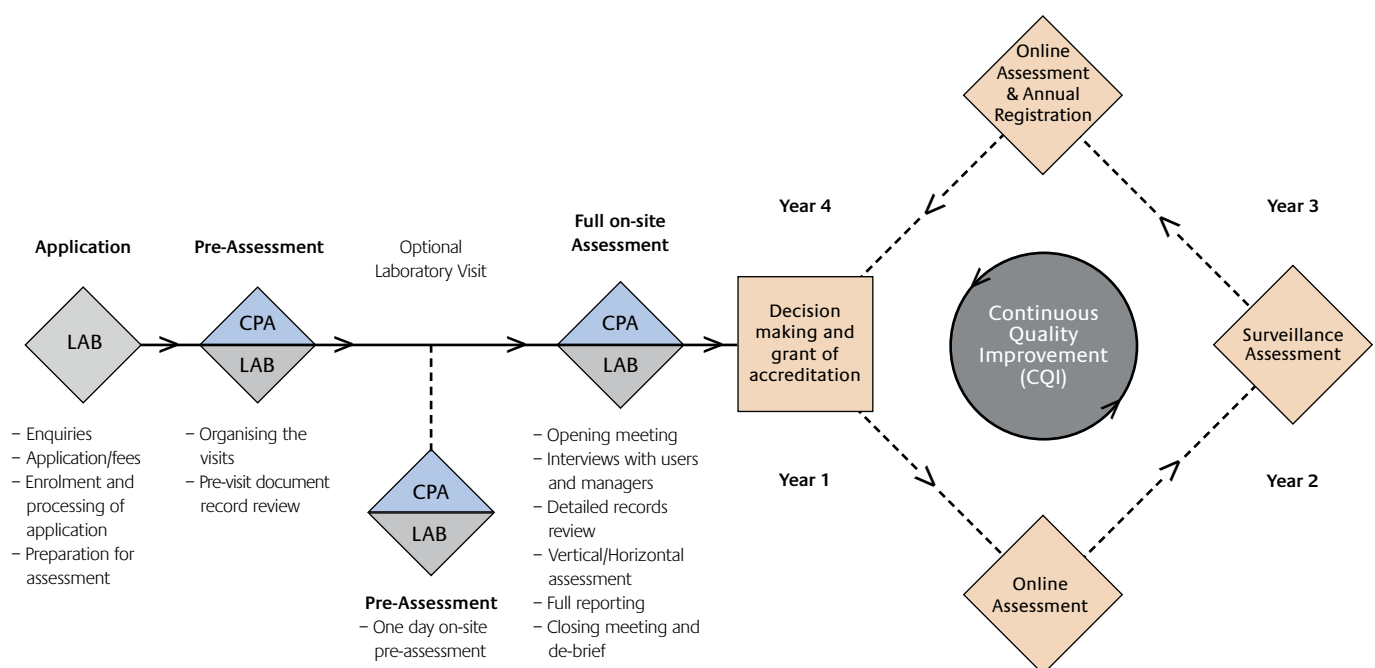 Application
LAB
– Enquiries
– Application/fees
– Enrolment and
processing of
application
– Preparation for
assessment
Pre-Assessment
CPA
LAB
– Organising the
visits
– Pre-visit document
record review
Optional
Laboratory Visit
CPA
LAB
Pre-Assessment
– One day on-site
pre-assessment
Full on-site
Assessment
CPA
LAB
– Opening meeting
– Interviews with users
and managers
– Detailed records
review
– Vertical/Horizontal
assessment
– Full reporting
– Closing meeting and
de-brief
Decision
making and
grant of
accreditation
Year 1
Online
Assessment
Year 2
Surveillance
Assessment
Year 3
Online
Assessment
& Annual
Registration
Year 4
Continuous
Quality
Improvement
(CQI)